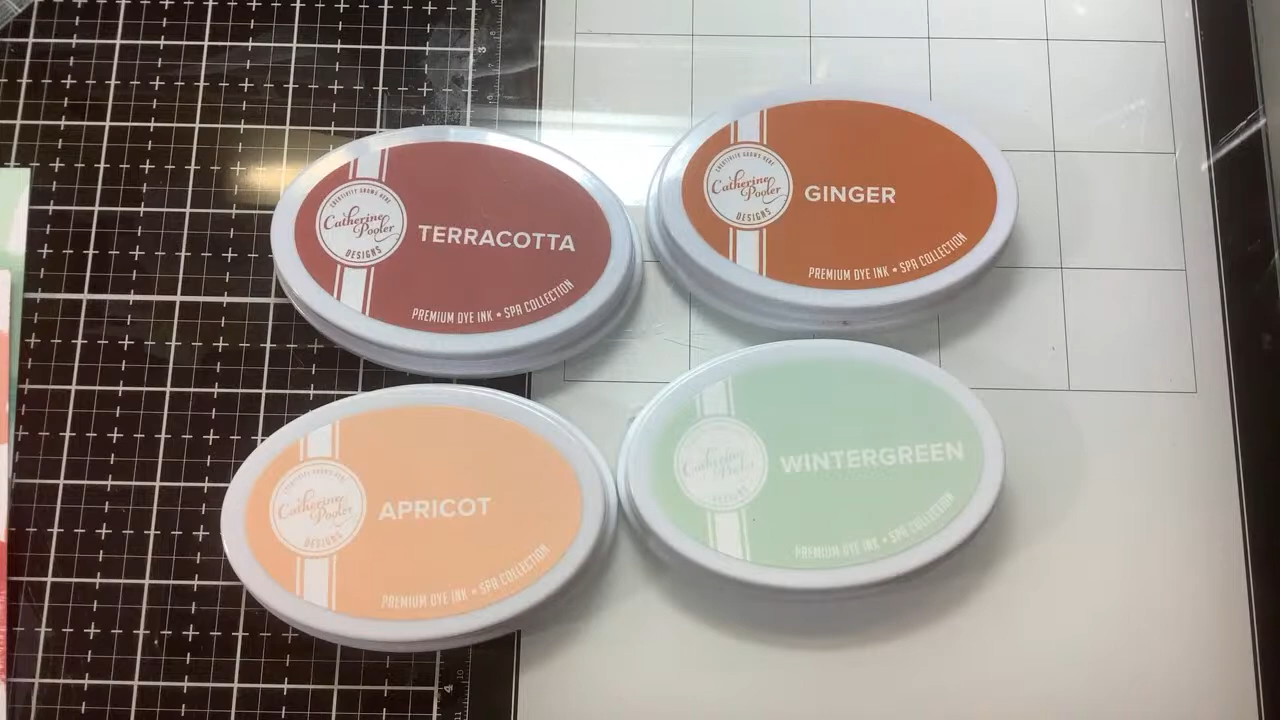 CREATIVITY GROWS HERE
Catherine
Pooler
DESIGNS
TERRACOTTA
PREMIUM DYE INK • SPA COLLECTION
CREATIVITY GROWS HERE
Catherine
Pooler
DESIGNS
GINGER
PREMIUM DYE INK • SPA COLLECTION
CREATIVITY GROWS HERE
Catherine
Pooler
DESIGNS
APRICOT
PREMIUM DYE INK • SPA COLLECTION
Catherine
Pooler
DESIGNS
WINTERGREEN
PREMIUM DYE INK • SPA COLLECTION
3
4